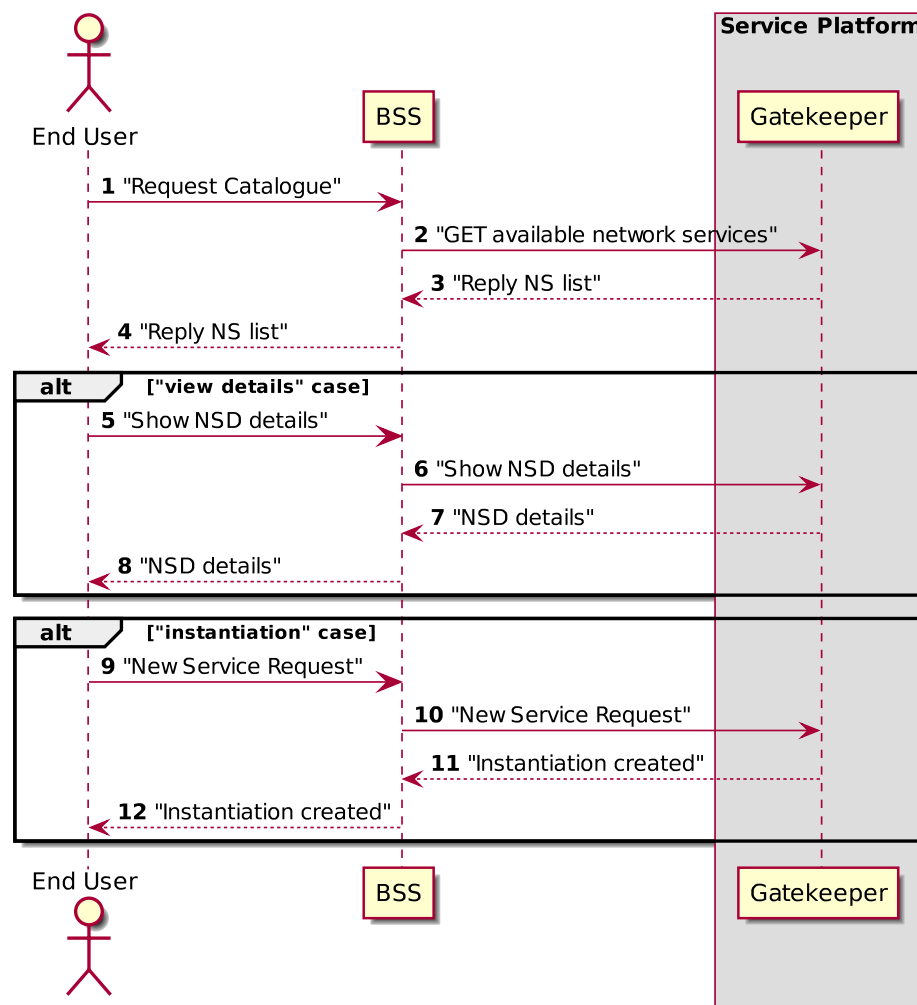 Service Platform
End User
BSS
Gatekeeper
1 "Request Catalogue"
2 "GET available network services"
3 "Reply NS list"
4 "Reply NS list"
alt ["view details" case]
5 "Show NSD details"
6 "Show NSD details"
7 "NSD details"
8 "NSD details"
alt ["instantiation" case]
9 "New Service Request"
10 "New Service Request"
11 "Instantiation created"
12 "Instantiation created"
End User
BSS
Gatekeeper